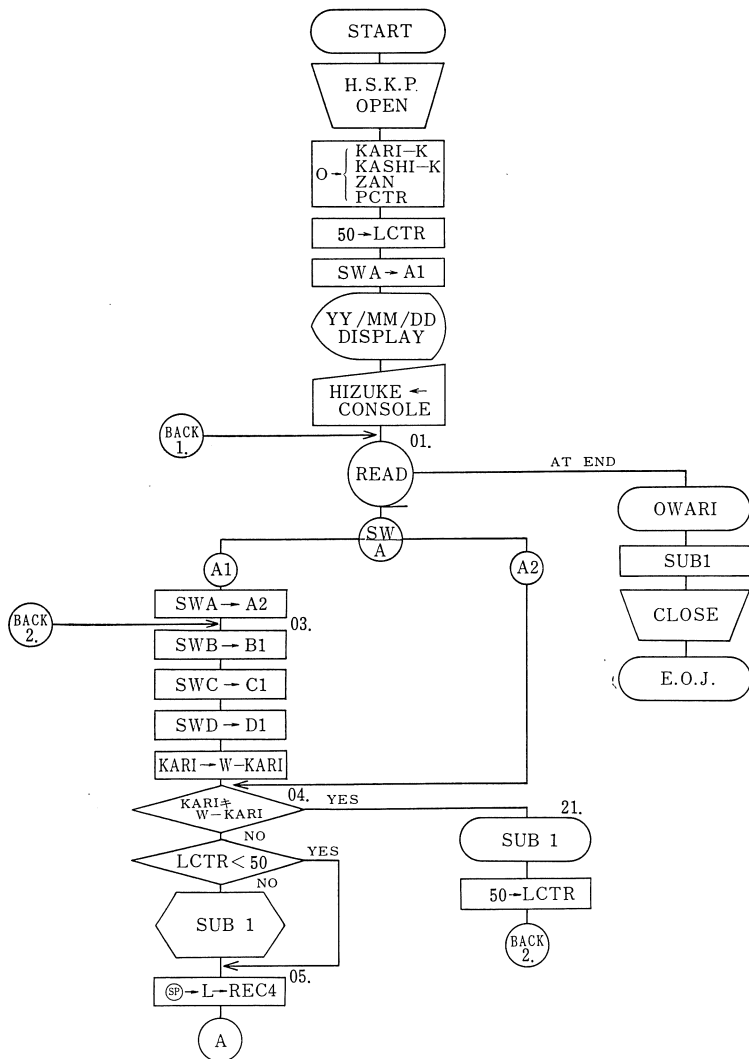 START
H.S.K.P.
OPEN
O→{ KARI-K
KASHI-K
ZAN
PCTR
50→LCTR
SWA→A1
YY/MM/DD
DISPLAY
HIZUKE ←
CONSOLE
BACK
1.
01.
READ
AT END
OWARI
SUB1
CLOSE
E.O.J.
SW
A
A1
A2
SWA→A2
BACK
2.
03.
SWB→B1
SWC→C1
SWD→D1
KARI→W-KARI
04.
KARI≠
W-KARI
YES
NO
21.
SUB 1
50→LCTR
BACK
2.
LCTR<50
YES
NO
SUB 1
05.
SP→L-REC4
A